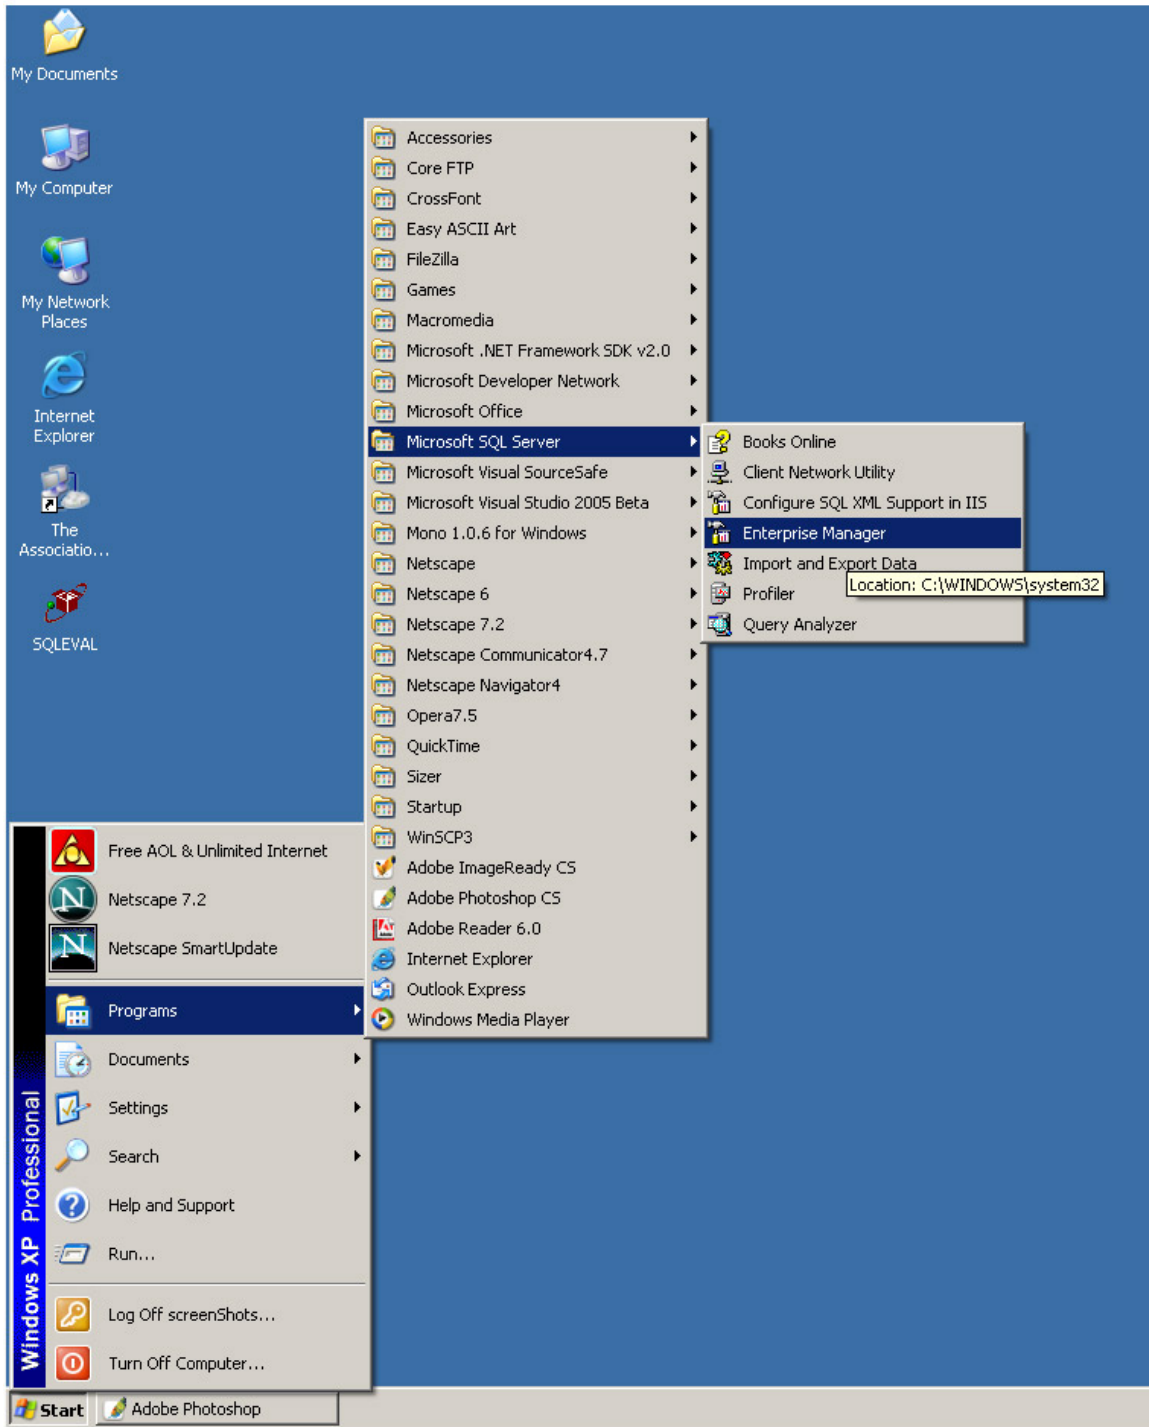 My Documents
My Computer
My Network
Places
Internet
Explorer
The
Associatio...
SQLEVAL
Accessories
Core FTP
CrossFont
Easy ASCII Art
FileZilla
Games
Macromedia
Microsoft .NET Framework SDK v2.0
Microsoft Developer Network
Microsoft Office
Microsoft SQL Server
Microsoft Visual SourceSafe
Microsoft Visual Studio 2005 Beta
Mono 1.0.6 for Windows
Netscape
Netscape 6
Netscape 7.2
Netscape Communicator4.7
Netscape Navigator4
Opera7.5
QuickTime
Sizer
Startup
WinSCP3
Adobe ImageReady CS
Adobe Photoshop CS
Adobe Reader 6.0
Internet Explorer
Outlook Express
Windows Media Player
Books Online
Client Network Utility
Configure SQL XML Support in IIS
Enterprise Manager
Import and Export Data
Location: C:\WINDOWS\system32
Profiler
Query Analyzer
Free AOL & Unlimited Internet
Netscape 7.2
Netscape SmartUpdate
Programs
Documents
Settings
Search
Help and Support
Run...
Log Off screenShots...
Turn Off Computer...
Windows XP Professional
Start
Adobe Photoshop